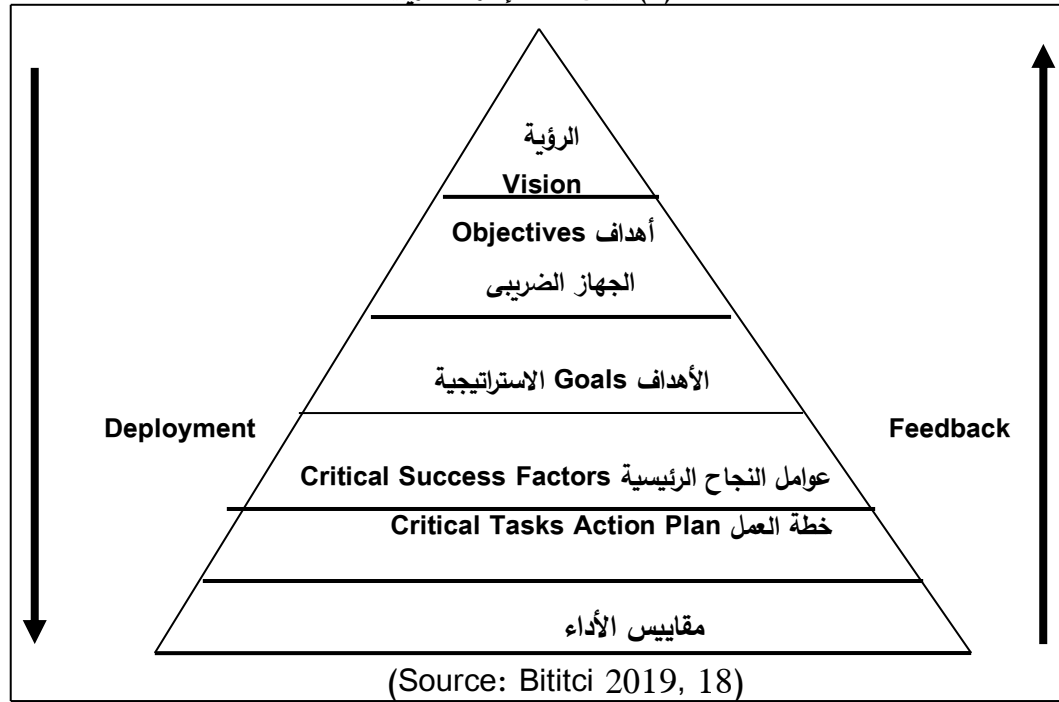 الرؤية
Vision
أهداف Objectives
الجهاز الضريبى
الأهداف Goals الاستراتيجية
Deployment
Feedback
عوامل النجاح الرئيسية Critical Success Factors
خطة العمل Critical Tasks Action Plan
مقاييس الأداء
(Source: Bititci 2019, 18)